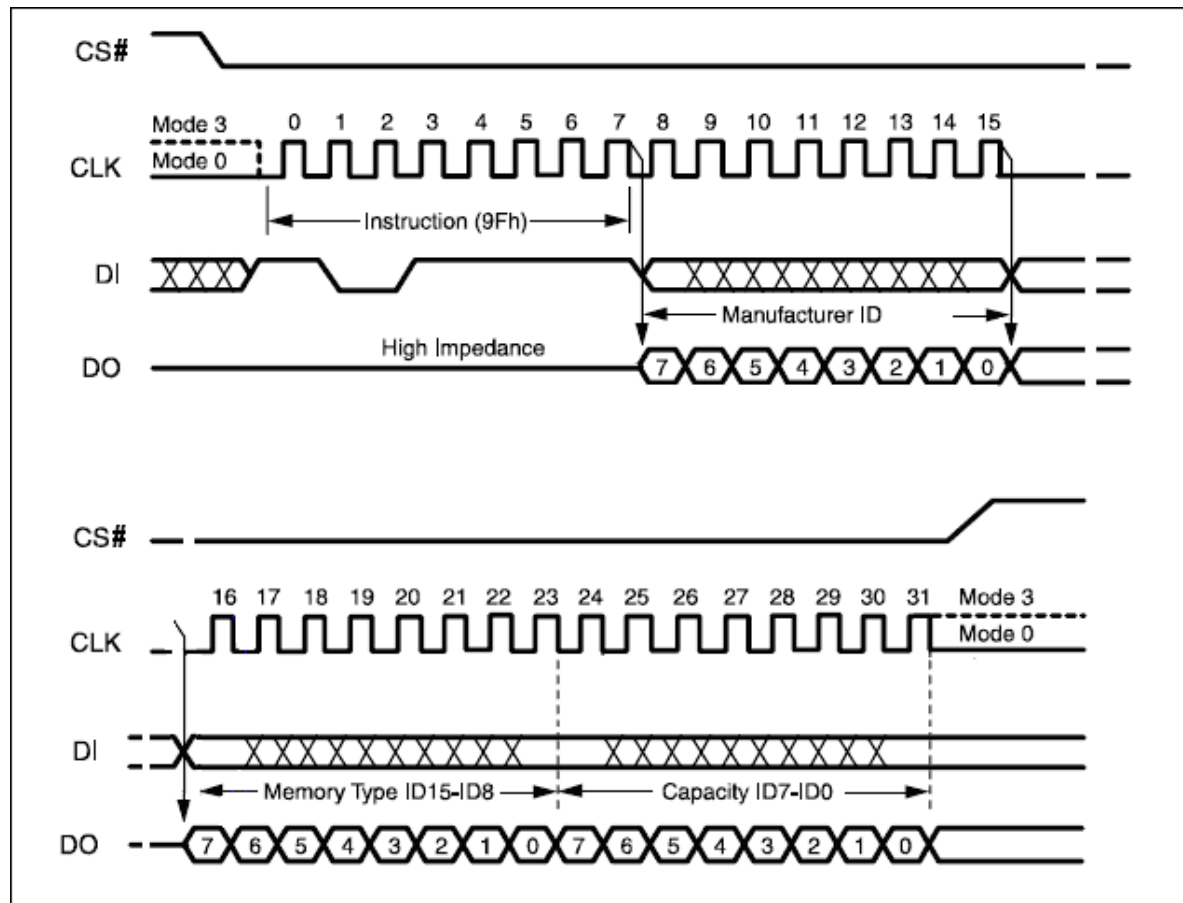 CS#
Mode 3
0 1 2 3 4 5 6 7 8 9 10 11 12 13 14 15
CLK
Mode 0
Instruction (9Fh)
DI
Manufacturer ID
High Impedance
DO
7 6 5 4 3 2 1 0
CS#
16 17 18 19 20 21 22 23 24 25 26 27 28 29 30 31
Mode 3
CLK
Mode 0
DI
Memory Type ID15-ID8
Capacity ID7-ID0
DO
7 6 5 4 3 2 1 0 7 6 5 4 3 2 1 0